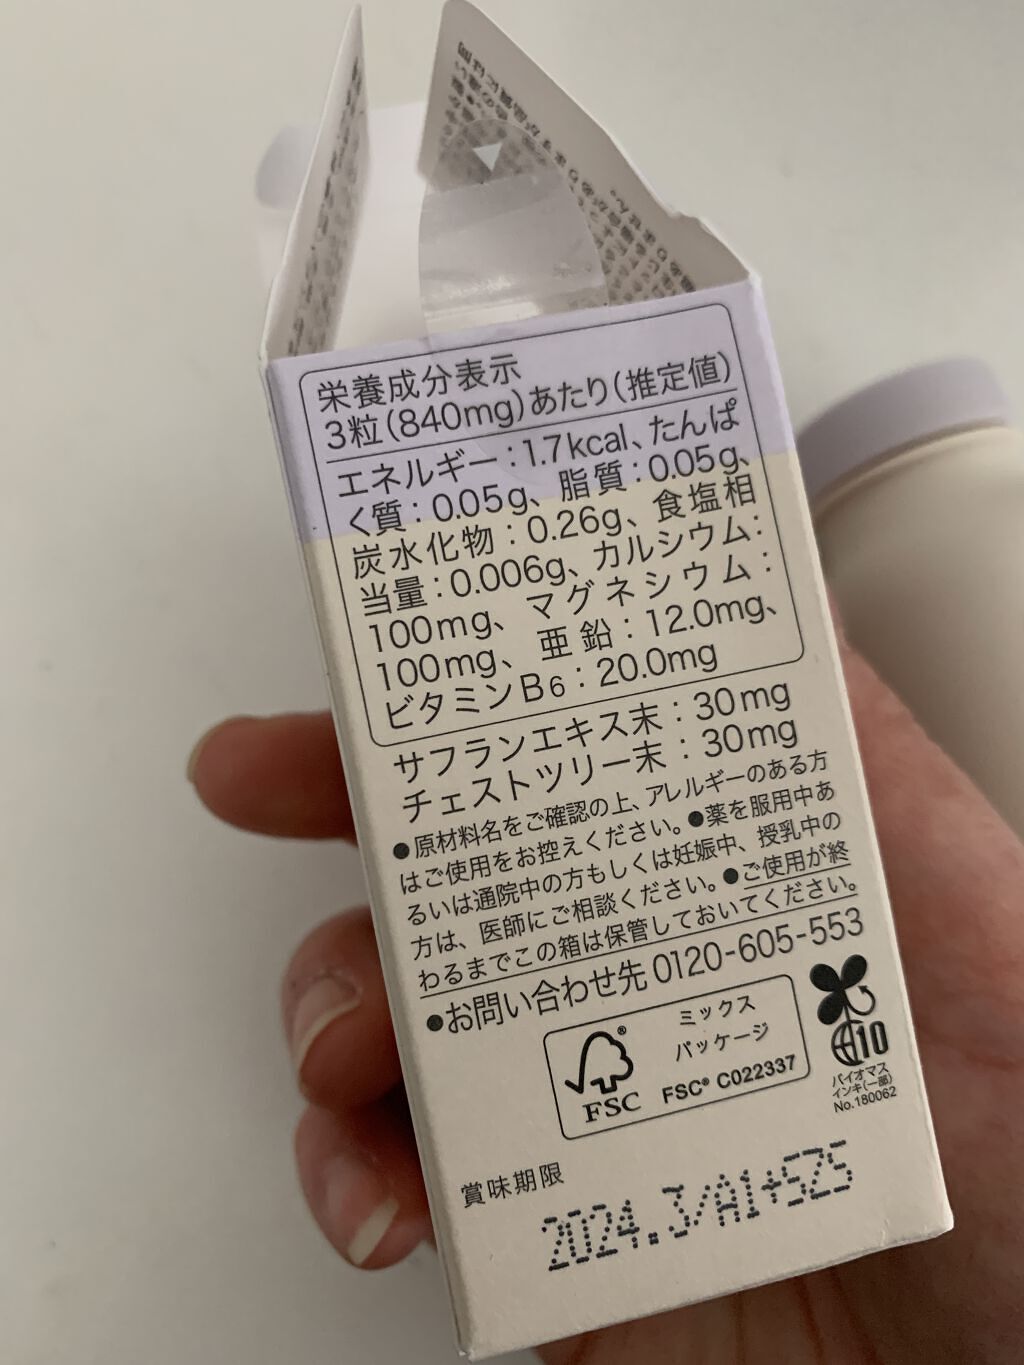 栄養成分表示
3粒(840mg)あたり(推定値)
エネルギー:1.7kcal、たんぱ
く質:0.05g、脂質:0.05g、
炭水化物:0.26g、食塩相
当量:0.006g、カルシウム:
100mg、マグネシウム:
100mg、亜鉛:12.0mg、
ビタミンB6:20.0mg
サフランエキス末:30mg
チェストツリー末:30mg
●原材料名をご確認の上、アレルギーのある方
はご使用をお控えください。●薬を服用中あ
るいは通院中の方もしくは妊娠中、授乳中の
方は、医師にご相談ください。●ご使用が終
わるまでこの箱は保管しておいてください。
●お問い合わせ先 0120-605-553
FSC®
ミックス
パッケージ
FSC® C022337
10
バイオマス
インキ(一部)
No.180062
賞味期限
2024.3/A1+525